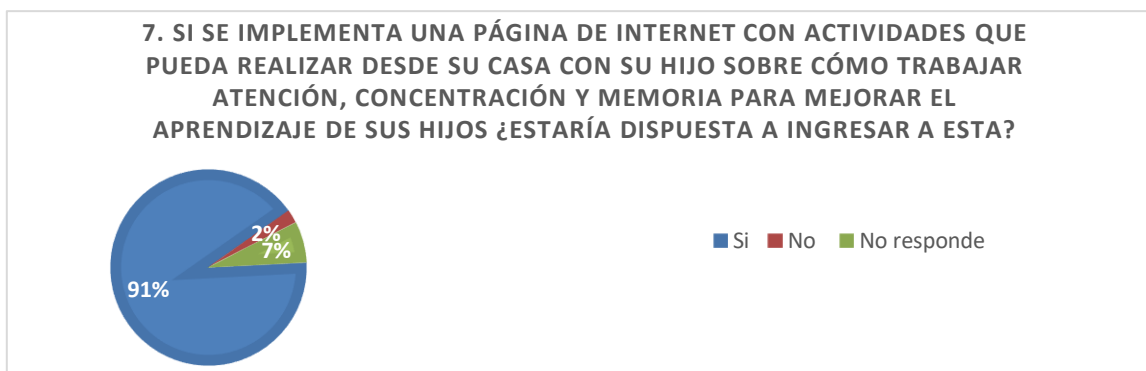 7. SI SE IMPLEMENTA UNA PÁGINA DE INTERNET CON ACTIVIDADES QUE
PUEDA REALIZAR DESDE SU CASA CON SU HIJO SOBRE CÓMO TRABAJAR
ATENCIÓN, CONCENTRACIÓN Y MEMORIA PARA MEJORAR EL
APRENDIZAJE DE SUS HIJOS ¿ESTARÍA DISPUESTA A INGRESAR A ESTA?
2%
7%
91%
Si No No responde